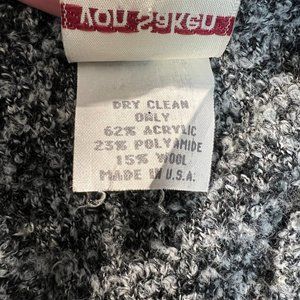 DRY CLEAN
ONLY
62% ACRYLIC
23% POLYAMIDE
15% WOOL
MADE IN U.S.A.